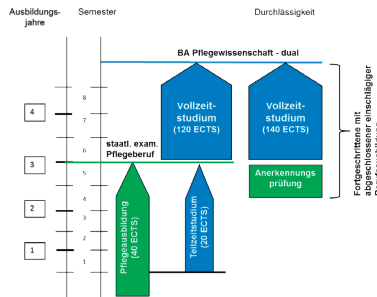 Ausbildungs-
jahre
Semester
Durchlässigkeit
BA Pflegewissenschaft - dual
8
7
6
5
4
3
2
1
4
3
2
1
staatl. exam.
Pflegeberuf
Vollzeit-
studium
(120 ECTS)
Vollzeit-
studium
(140 ECTS)
Anerkennungs
prüfung
Pflegeausbildung
(40 ECTS)
Teilzeitstudium
(20 ECTS)
Fortgeschrittene mit
abgeschlossener einschlägiger